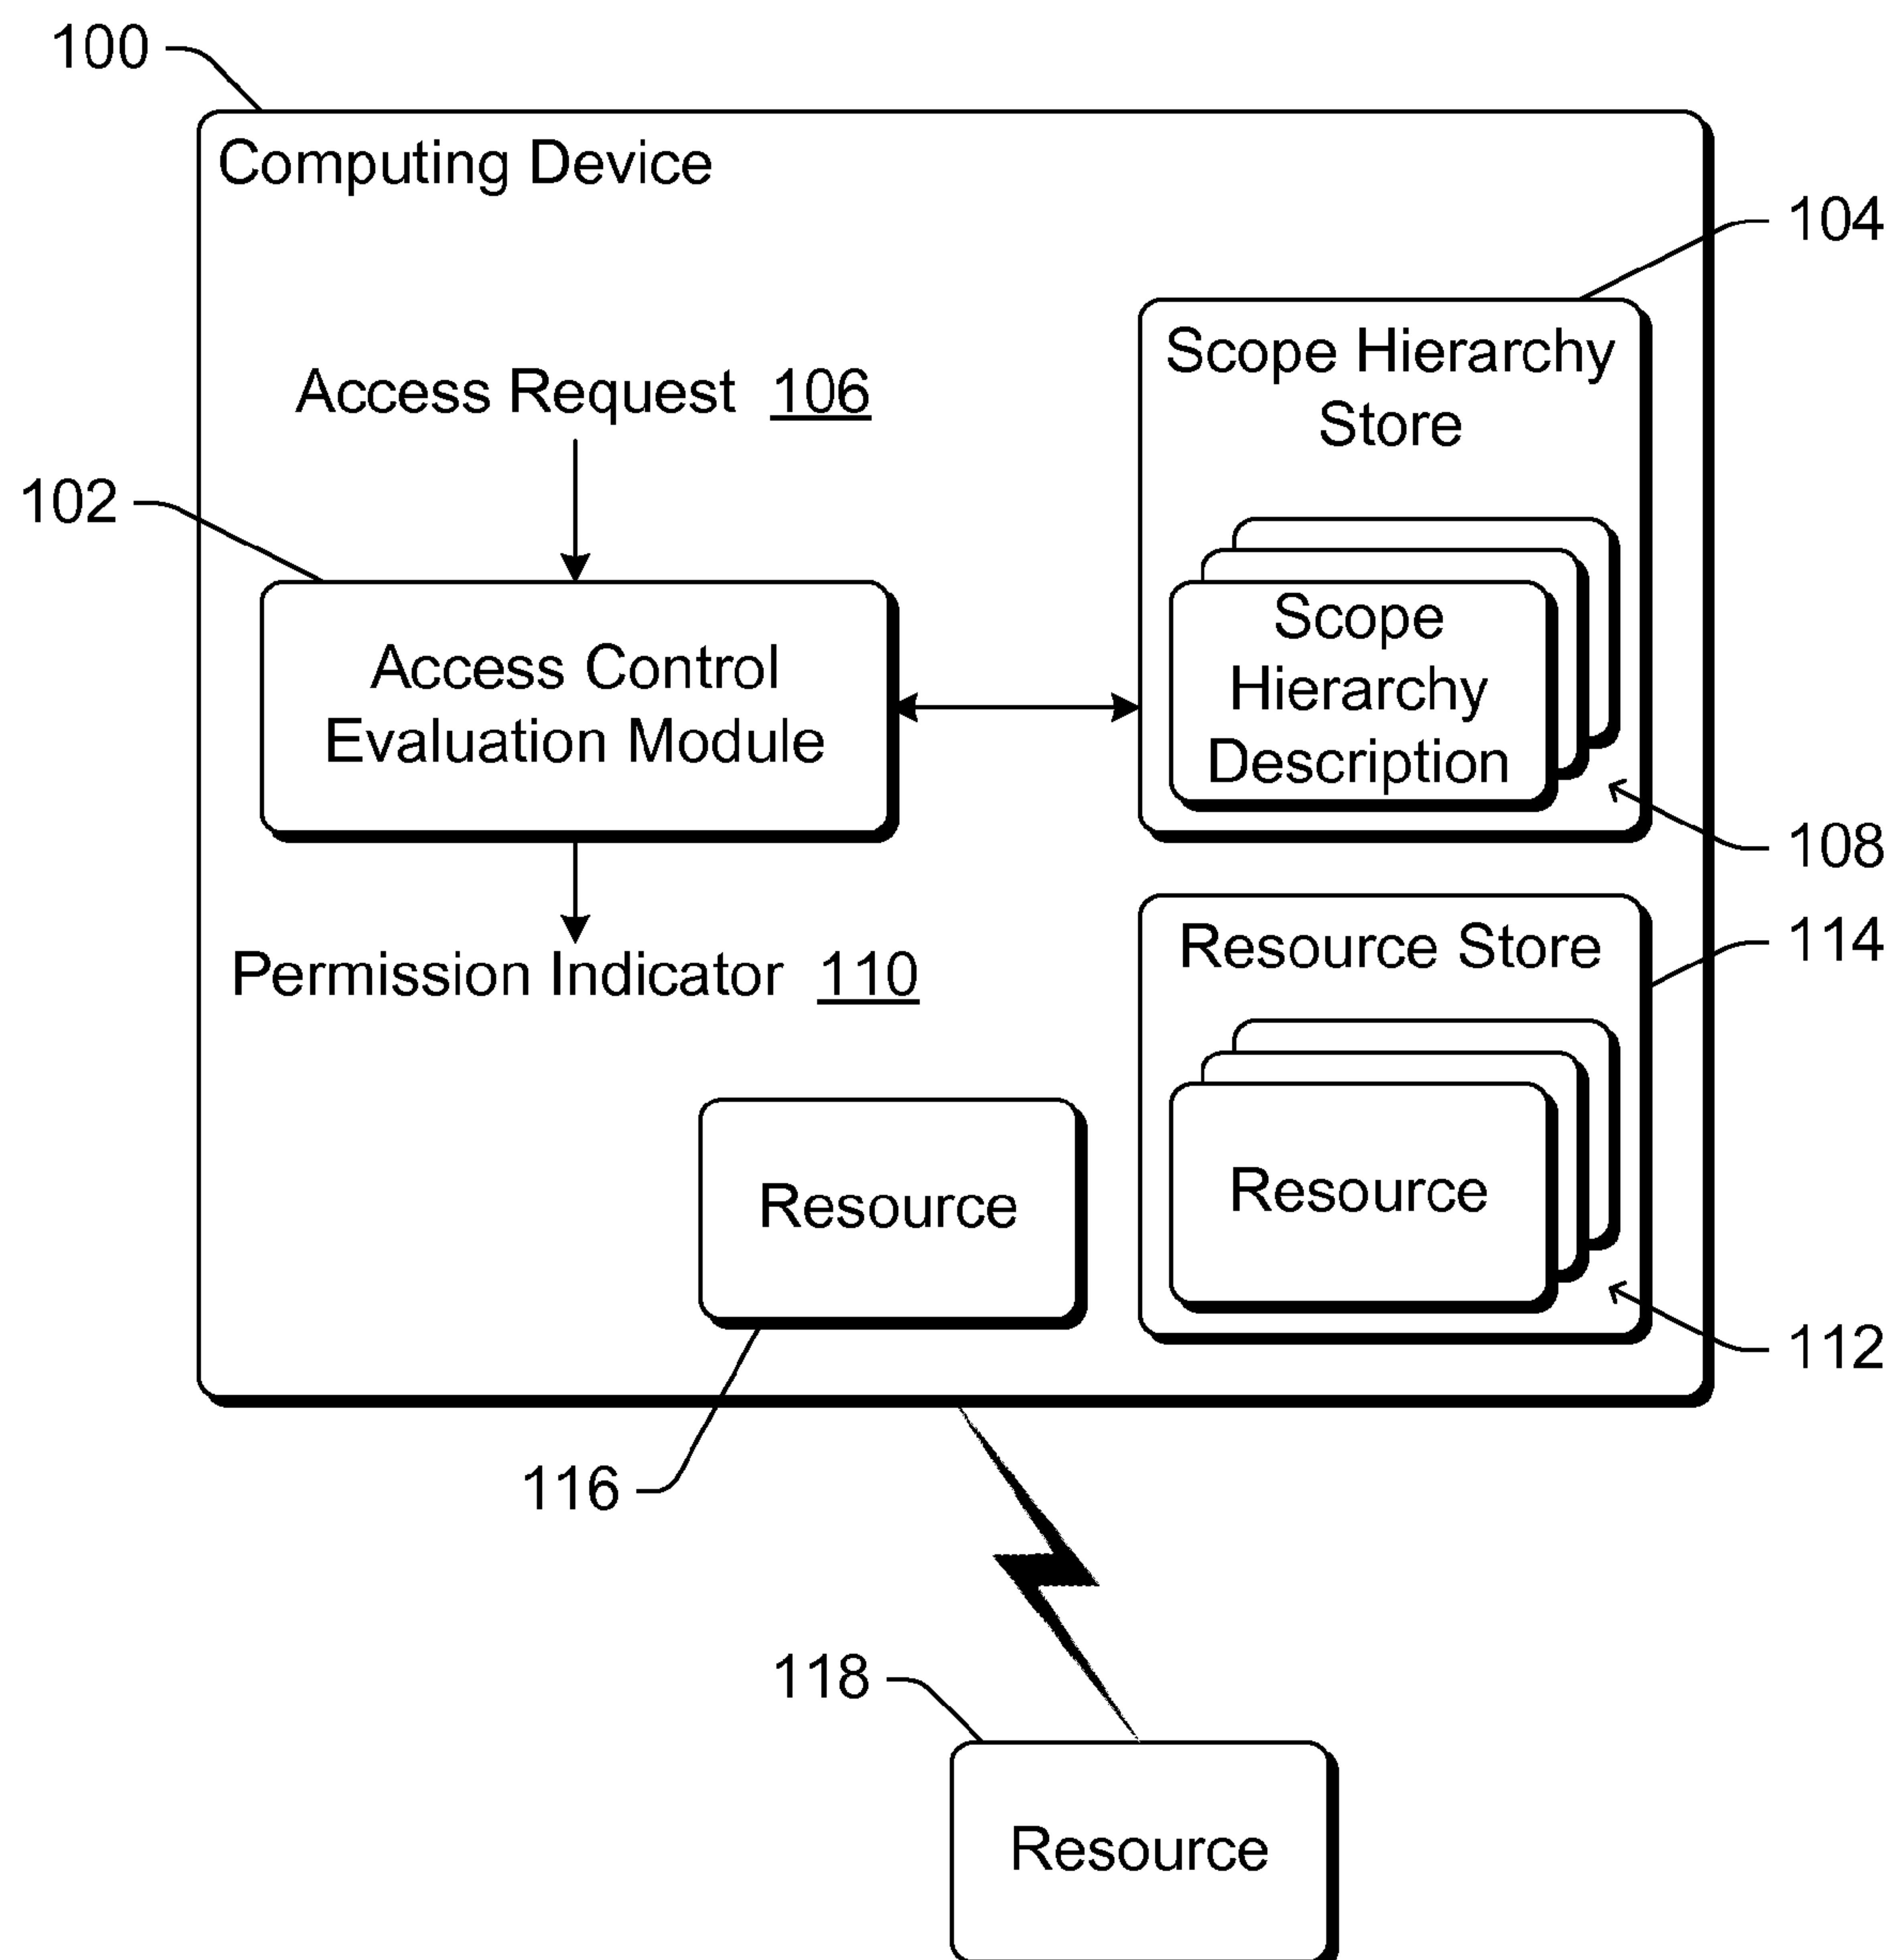 100
Computing Device
104
Scope Hierarchy
Store
Access Request 106
102
Access Control
Evaluation Module
Scope
Hierarchy
Description
108
Permission Indicator 110
Resource Store
114
Resource
Resource
112
116
118
Resource